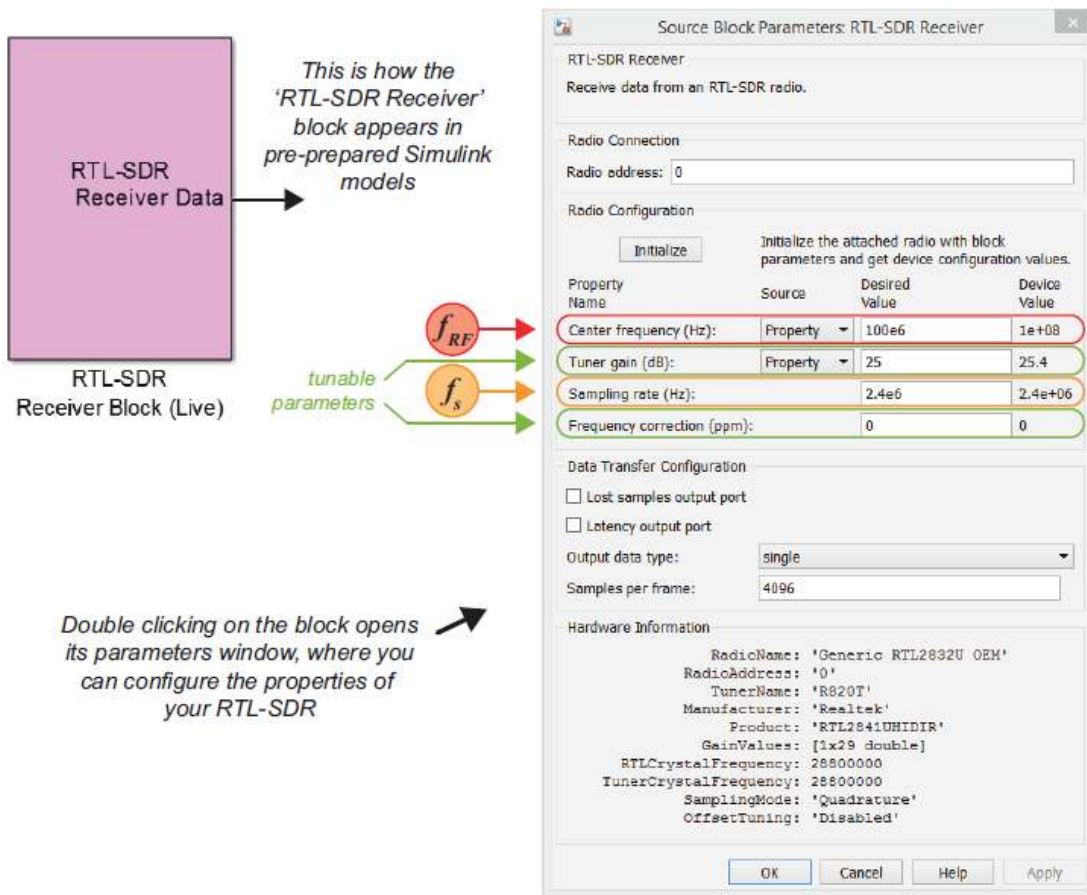 This is how the
'RTL-SDR Receiver'
block appears in
pre-prepared Simulink
models
RTL-SDR
Receiver Data
RTL-SDR
Receiver Block (Live)
f_RF
tunable
parameters
f_s
Double clicking on the block opens
its parameters window, where you
can configure the properties of
your RTL-SDR
Source Block Parameters: RTL-SDR Receiver
x
RTL-SDR Receiver
Receive data from an RTL-SDR radio.
Radio Connection
Radio address: 0
Radio Configuration
Initialize
Initialize the attached radio with block
parameters and get device configuration values.
Property Name Source Desired Value Device Value
Center frequency (Hz): Property 100e6 1e+08
Tuner gain (dB): Property 25 25.4
Sampling rate (Hz): 2.4e6 2.4e+06
Frequency correction (ppm): 0 0
Data Transfer Configuration
Lost samples output port
Latency output port
Output data type: single
Samples per frame: 4096
Hardware Information
RadioName: 'Generic RTL2832U OEM'
RadioAddress: '0'
TunerName: 'R820T'
Manufacturer: 'Realtek'
Product: 'RTL2841UHIDIR'
GainValues: [1x29 double]
RTLCrystalFrequency: 28800000
TunerCrystalFrequency: 28800000
SamplingMode: 'Quadrature'
OffsetTuning: 'Disabled'
OK Cancel Help Apply